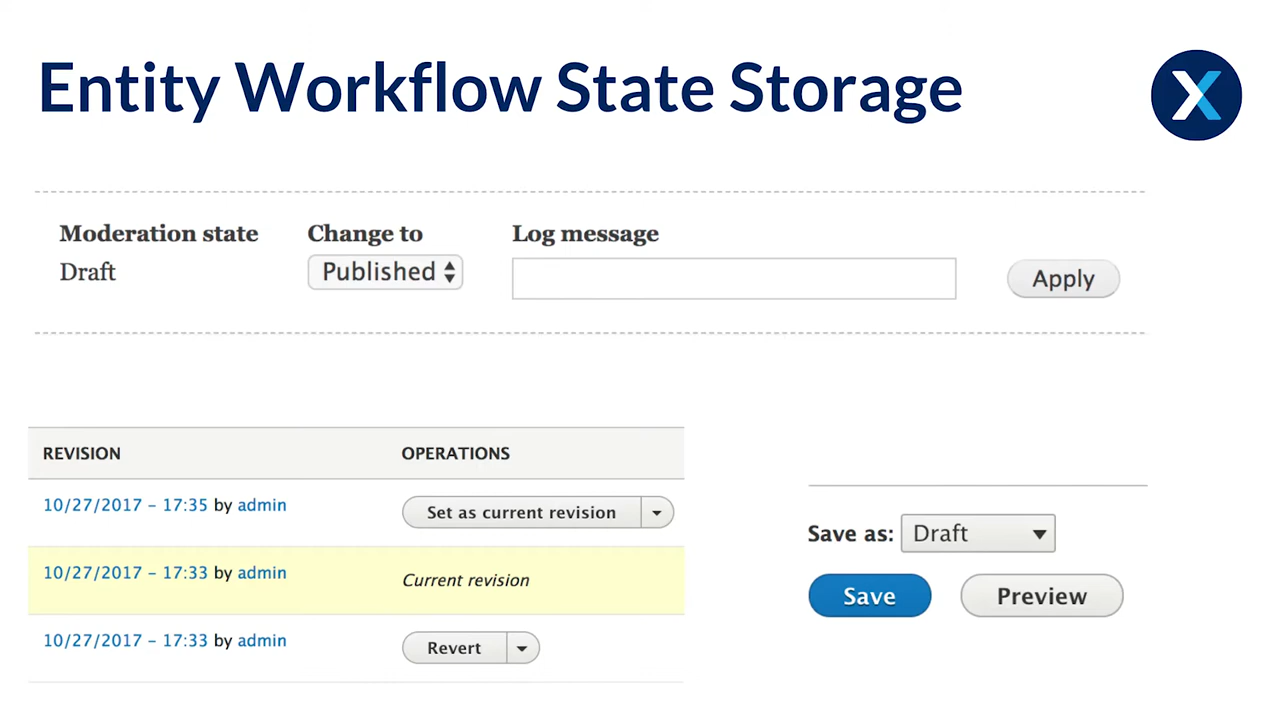 Entity Workflow State Storage
Moderation state Change to Log message
Draft Published Apply
REVISION OPERATIONS
10/27/2017 – 17:35 by admin Set as current revision
10/27/2017 – 17:33 by admin Current revision
10/27/2017 – 17:33 by admin Revert
Save as: Draft
Save Preview